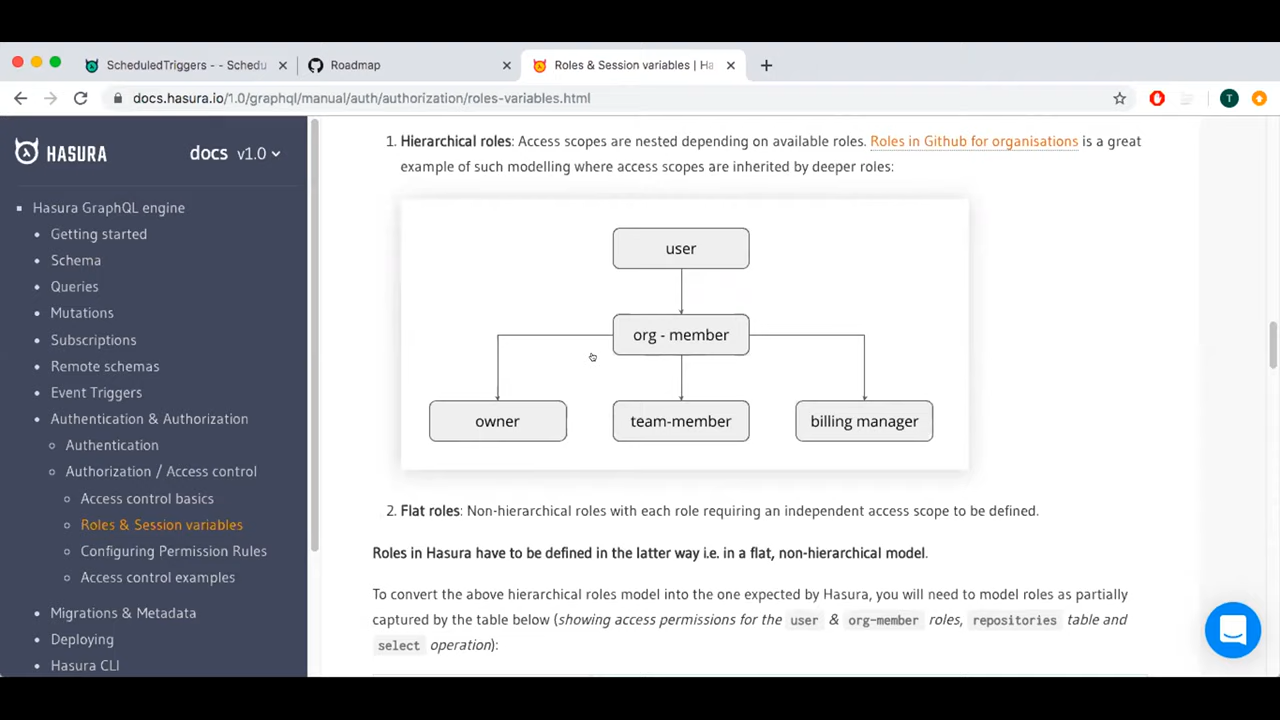 ScheduledTriggers - - Schedu
Roadmap
Roles & Session variables | Ha
docs.hasura.io/1.0/graphql/manual/auth/authorization/roles-variables.html
T
HASURA
docs v1.0
Hasura GraphQL engine
Getting started
Schema
Queries
Mutations
Subscriptions
Remote schemas
Event Triggers
Authentication & Authorization
Authentication
Authorization / Access control
Access control basics
Roles & Session variables
Configuring Permission Rules
Access control examples
Migrations & Metadata
Deploying
Hasura CLI
1. Hierarchical roles: Access scopes are nested depending on available roles. Roles in Github for organisations is a great
example of such modelling where access scopes are inherited by deeper roles:
user
org - member
owner
team-member
billing manager
2. Flat roles: Non-hierarchical roles with each role requiring an independent access scope to be defined.
Roles in Hasura have to be defined in the latter way i.e. in a flat, non-hierarchical model.
To convert the above hierarchical roles model into the one expected by Hasura, you will need to model roles as partially
captured by the table below (showing access permissions for the user & org-member roles, repositories table and
select operation):